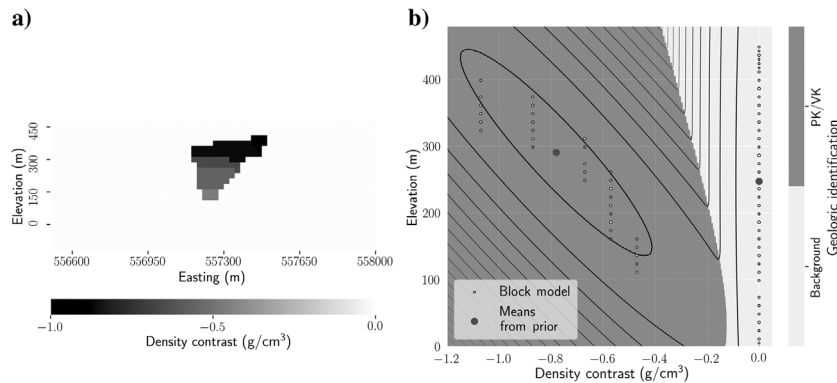 a)
450
300
150
0
Elevation (m)
556600
556950
557300
557650
558000
Easting (m)
−1.0
−0.5
0.0
Density contrast (g/cm³)
b)
400
300
200
100
0
Elevation (m)
−1.2
−1.0
−0.8
−0.6
−0.4
−0.2
0.0
Density contrast (g/cm³)
Block model
Means
from prior
PK/VK
Background
Geologic identification